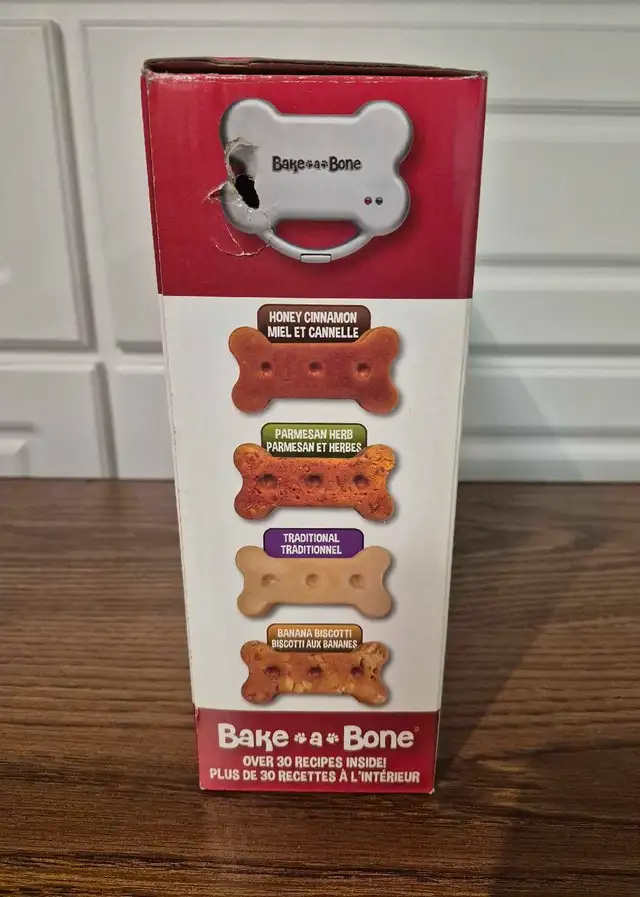 Bake a Bone
HONEY CINNAMON
MIEL ET CANNELLE
PARMESAN HERB
PARMESAN ET HERBES
TRADITIONAL
TRADITIONNEL
BANANA BISCOTTI
BISCOTTI AUX BANANES
Bake a Bone®
OVER 30 RECIPES INSIDE!
PLUS DE 30 RECETTES À L'INTÉRIEUR